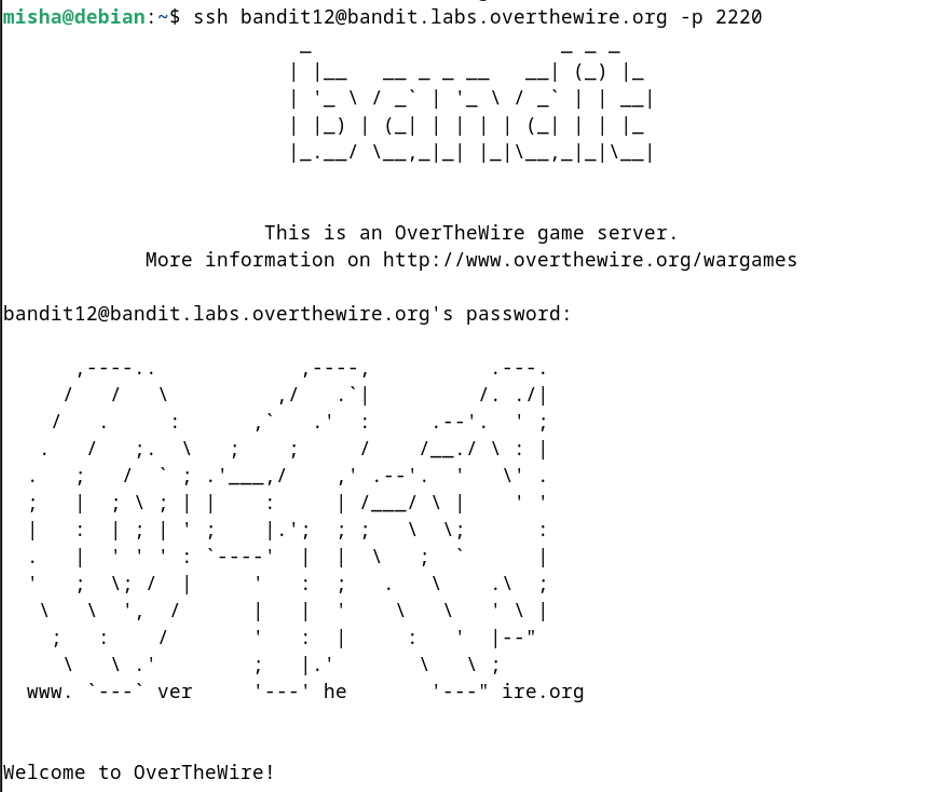 misha@debian:~$ ssh bandit12@bandit.labs.overthewire.org -p 2220
bandit
This is an OverTheWire game server.
More information on http://www.overthewire.org/wargames
bandit12@bandit.labs.overthewire.org's password:
www. ver he ire.org
Welcome to OverTheWire!